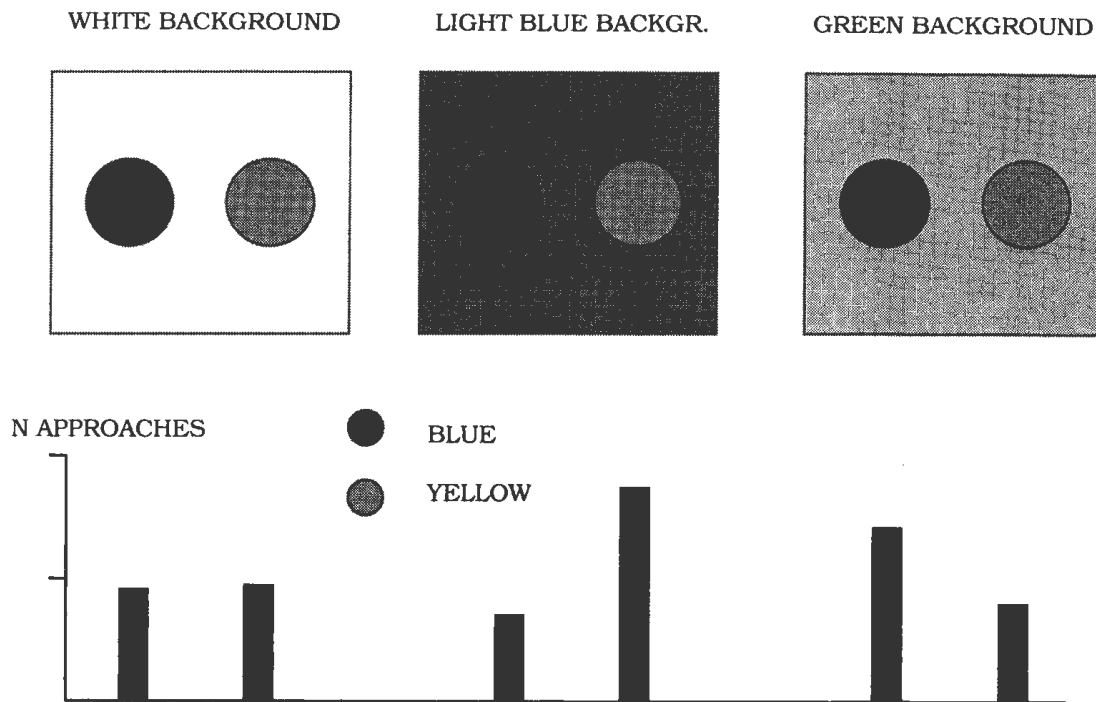 WHITE BACKGROUND
LIGHT BLUE BACKGR.
GREEN BACKGROUND
N APPROACHES
BLUE
YELLOW